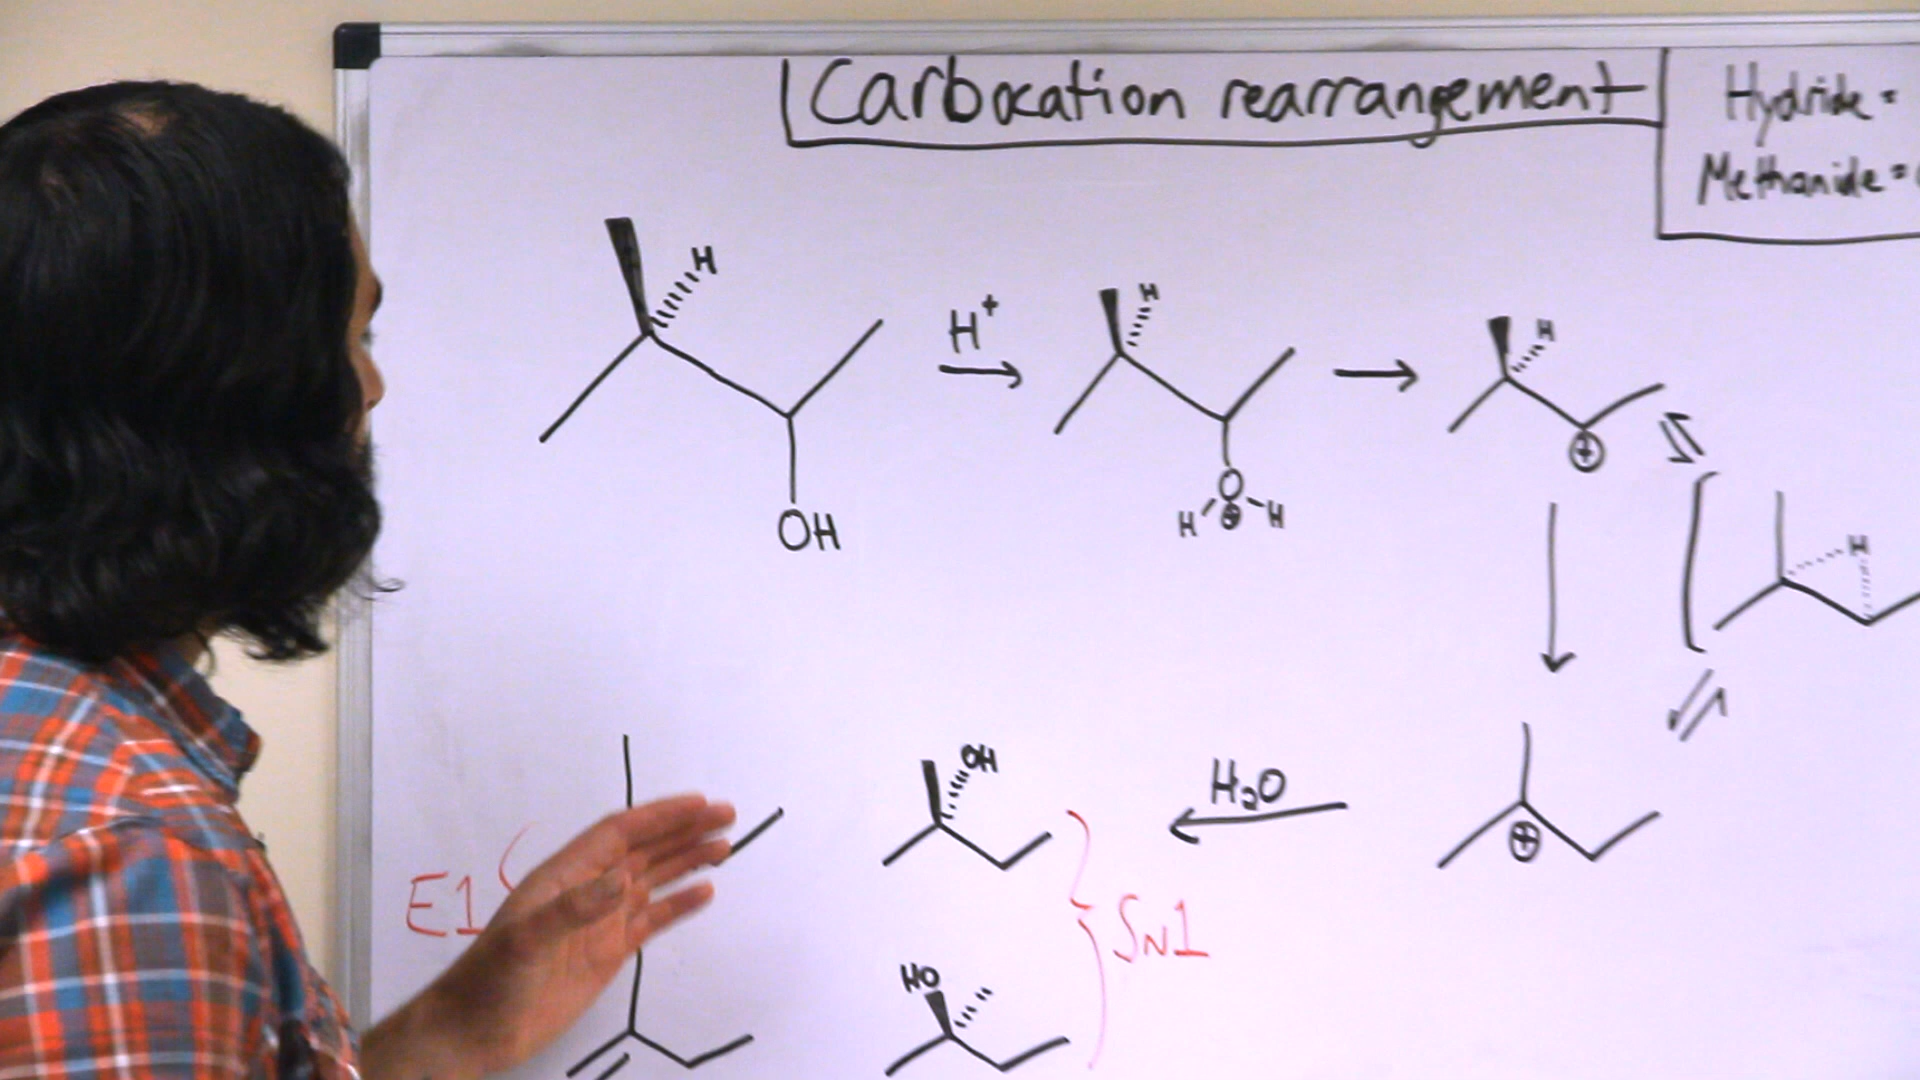 Carbocation rearrangement
Hydride =
Methanide =
H
OH
H⁺
H
O
H ⊕ H
H
⊕
H
⊕
H₂O
OH
HO
E1
SN1